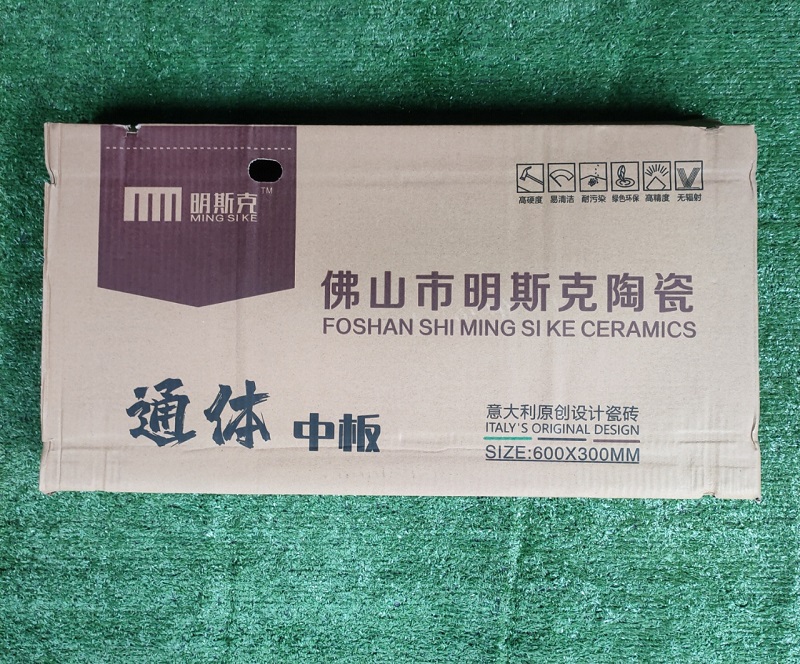 明斯克™
MING SI KE
高硬度 易清洁 耐污染 绿色环保 高精度 无辐射
佛山市明斯克陶瓷
FOSHAN SHI MING SI KE CERAMICS
通体 中板
意大利原创设计瓷砖
ITALY'S ORIGINAL DESIGN
SIZE:600X300MM